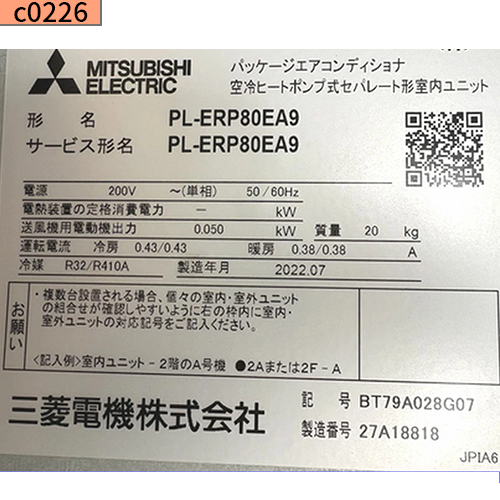 c0226
MITSUBISHI ELECTRIC
パッケージエアコンディショナ
空冷ヒートポンプ式セパレート形室内ユニット
形 名 PL-ERP80EA9
サービス形名 PL-ERP80EA9
電源 200V ～(単相) 50/60Hz
電熱装置の定格消費電力 － kW
送風機用電動機出力 0.050 kW 質量 20 kg
運転電流 冷房 0.43/0.43 暖房 0.38/0.38 A
冷媒 R32/R410A 製造年月 2022.07
お願い
・複数台設置される場合、個々の室内・室外ユニット
の組合せが確認しやすいように右の枠内に室内・
室外ユニットの対応記号をご記入ください。
<記入例>室内ユニット-2階のA号機 ●2Aまたは2F-A
三菱電機株式会社
記 号 BT79A028G07
製造番号 27A18818
JPIA6